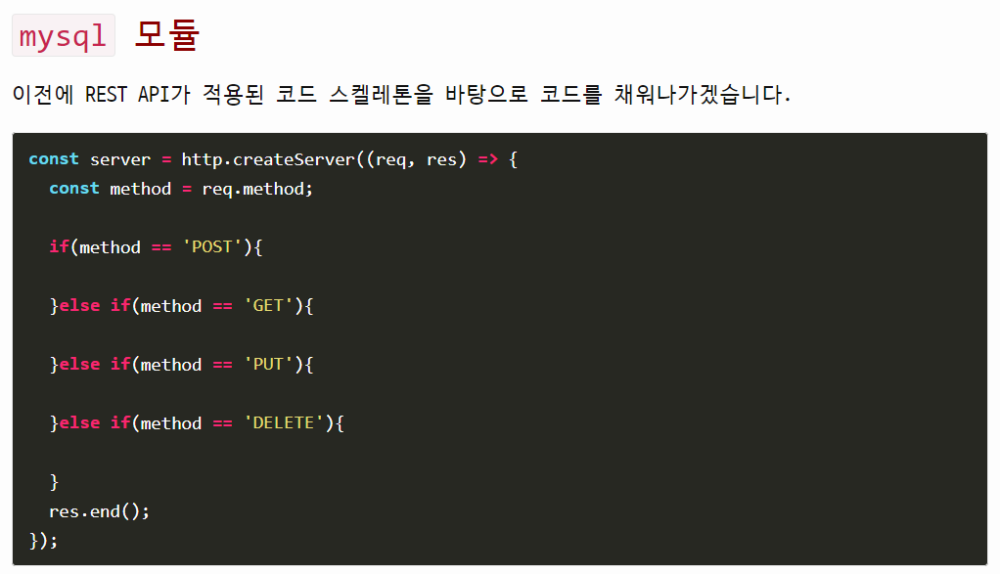 mysql 모듈
이전에 REST API가 적용된 코드 스켈레톤을 바탕으로 코드를 채워나가겠습니다.
const server = http.createServer((req, res) => {
  const method = req.method;
  if(method == 'POST'){
  }else if(method == 'GET'){
  }else if(method == 'PUT'){
  }else if(method == 'DELETE'){
  }
  res.end();
});